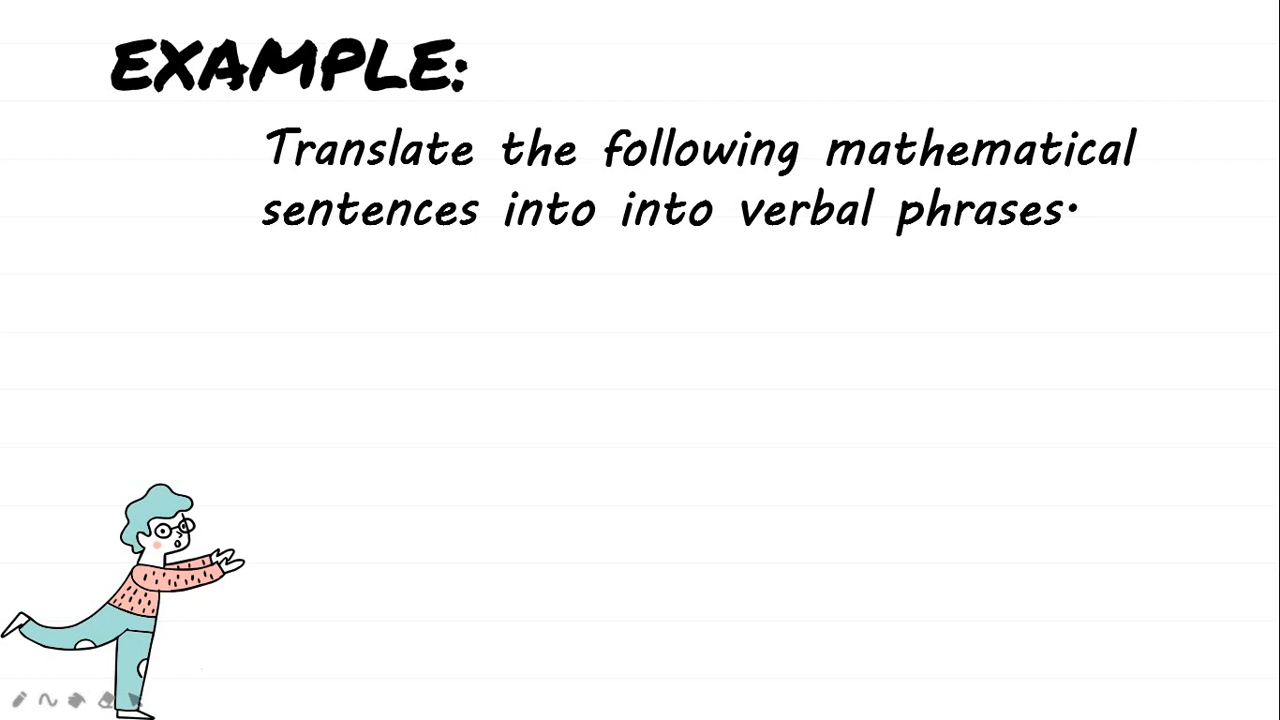 EXAMPLE:
Translate the following mathematical
sentences into into verbal phrases.